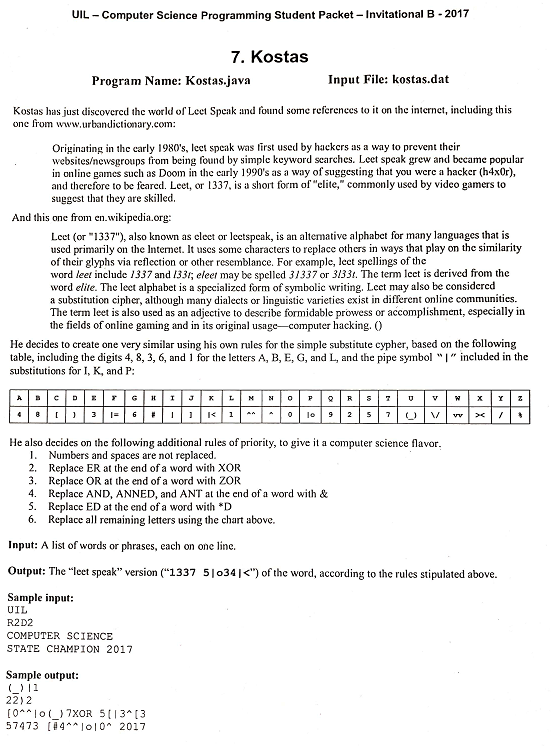 UIL – Computer Science Programming Student Packet – Invitational B - 2017
7. Kostas
Program Name: Kostas.java Input File: kostas.dat
Kostas has just discovered the world of Leet Speak and found some references to it on the internet, including this
one from www.urbandictionary.com:
Originating in the early 1980's, leet speak was first used by hackers as a way to prevent their
websites/newsgroups from being found by simple keyword searches. Leet speak grew and became popular
in online games such as Doom in the early 1990's as a way of suggesting that you were a hacker (h4x0r),
and therefore to be feared. Leet, or 1337, is a short form of "elite," commonly used by video gamers to
suggest that they are skilled.
And this one from en.wikipedia.org:
Leet (or "1337"), also known as eleet or leetspeak, is an alternative alphabet for many languages that is
used primarily on the Internet. It uses some characters to replace others in ways that play on the similarity
of their glyphs via reflection or other resemblance. For example, leet spellings of the
word leet include 1337 and l33t; eleet may be spelled 31337 or 3l33t. The term leet is derived from the
word elite. The leet alphabet is a specialized form of symbolic writing. Leet may also be considered
a substitution cipher, although many dialects or linguistic varieties exist in different online communities.
The term leet is also used as an adjective to describe formidable prowess or accomplishment, especially in
the fields of online gaming and in its original usage—computer hacking. ()
He decides to create one very similar using his own rules for the simple substitute cypher, based on the following
table, including the digits 4, 8, 3, 6, and 1 for the letters A, B, E, G, and L, and the pipe symbol "|" included in the
substitutions for I, K, and P:
A B C D E F G H I J K L M N O P Q R S T U V W X Y Z
4 8 [ ) 3 |= 6 # | ] |< 1 ^^ ^ 0 |o 9 2 5 7 (_) \/ vv >< / %
He also decides on the following additional rules of priority, to give it a computer science flavor.
1. Numbers and spaces are not replaced.
2. Replace ER at the end of a word with XOR
3. Replace OR at the end of a word with ZOR
4. Replace AND, ANNED, and ANT at the end of a word with &
5. Replace ED at the end of a word with *D
6. Replace all remaining letters using the chart above.
Input: A list of words or phrases, each on one line.
Output: The "leet speak" version ("1337 5|o34|<") of the word, according to the rules stipulated above.
Sample input:
UIL
R2D2
COMPUTER SCIENCE
STATE CHAMPION 2017
Sample output:
(_)|1
22)2
[0^^|o(_)7XOR 5[|3^[3
57473 [#4^^|o|0^ 2017